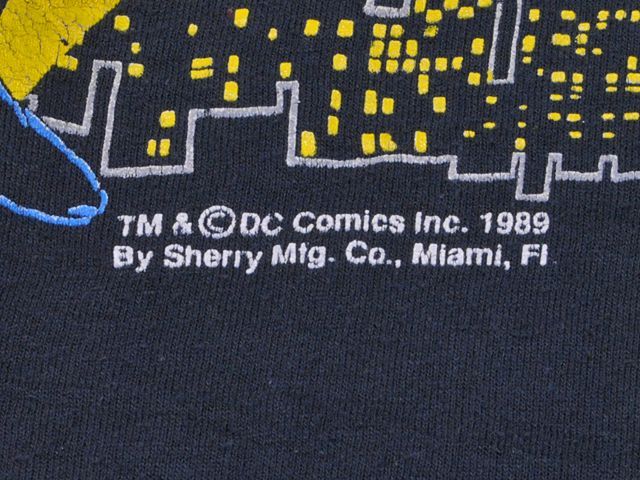 TM & © DC Comics Inc. 1989
By Sherry Mfg. Co., Miami, Fl